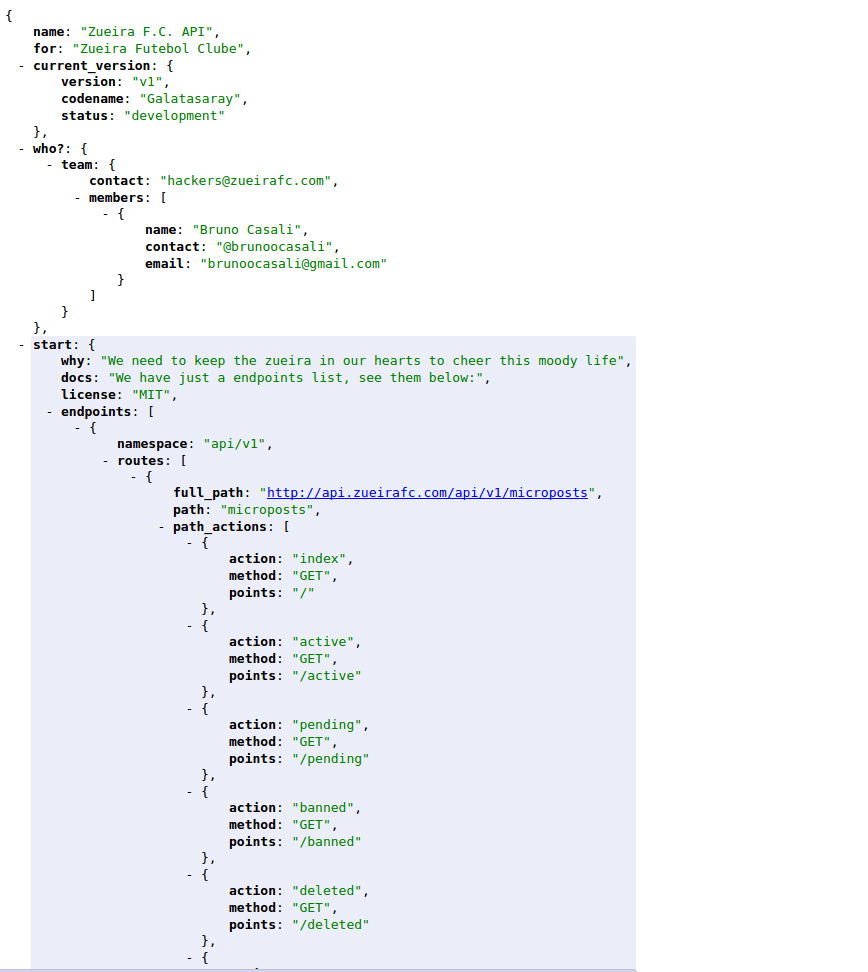 {
name: "Zueira F.C. API",
for: "Zueira Futebol Clube",
- current_version: {
version: "v1",
codename: "Galatasaray",
status: "development"
},
- who?: {
- team: {
contact: "hackers@zueirafc.com",
- members: [
- {
name: "Bruno Casali",
contact: "@brunoocasali",
email: "brunoocasali@gmail.com"
}
]
}
},
- start: {
why: "We need to keep the zueira in our hearts to cheer this moody life",
docs: "We have just a endpoints list, see them below:",
license: "MIT",
- endpoints: [
- {
namespace: "api/v1",
- routes: [
- {
full_path: "http://api.zueirafc.com/api/v1/microposts",
path: "microposts",
- path_actions: [
- {
action: "index",
method: "GET",
points: "/"
},
- {
action: "active",
method: "GET",
points: "/active"
},
- {
action: "pending",
method: "GET",
points: "/pending"
},
- {
action: "banned",
method: "GET",
points: "/banned"
},
- {
action: "deleted",
method: "GET",
points: "/deleted"
},
- {